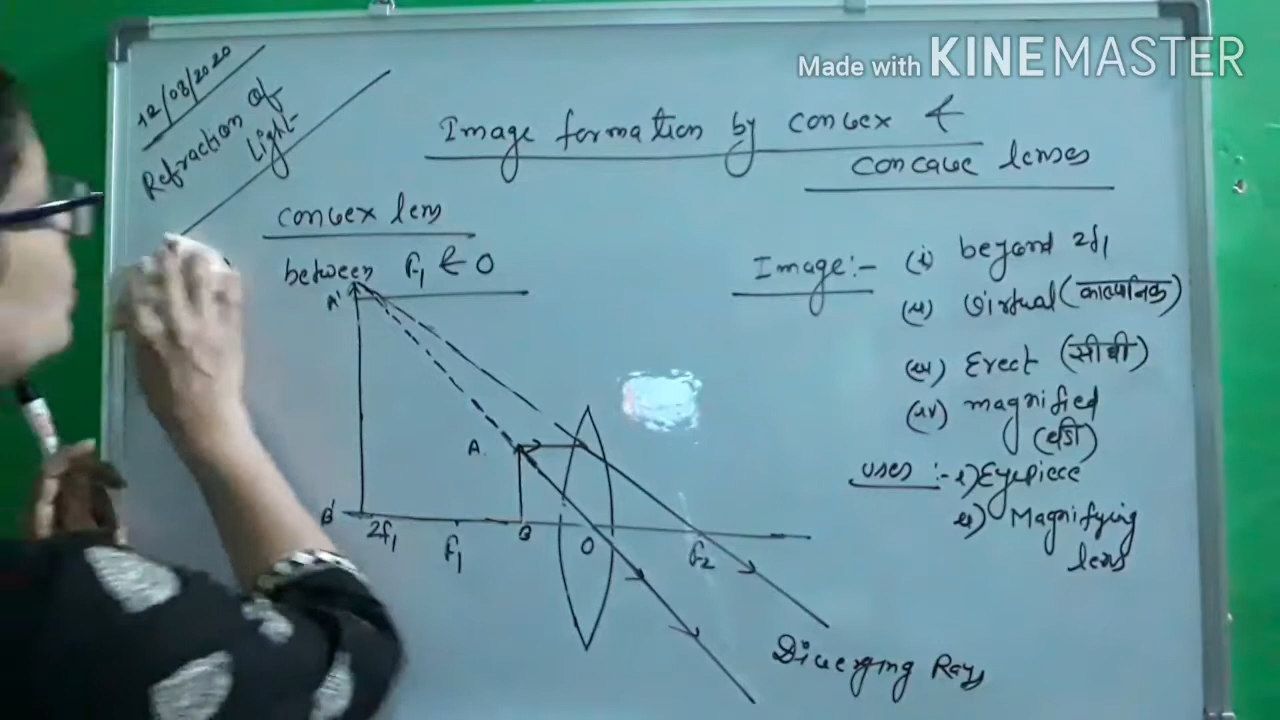 Made with KINEMASTER
12/08/2020
Refraction of
Light
Image formation by convex &
concave lenses
convex lens
between F1 & O
Image:- (i) beyond 2f1
(ii) Virtual (काल्पनिक)
(iii) Erect (सीधी)
(iv) magnified
(बड़ी)
uses :- i) Eyepiece
ii) Magnifying
lens
A'
A
B'
2f1
F1
B
O
F2
Diverging Rays